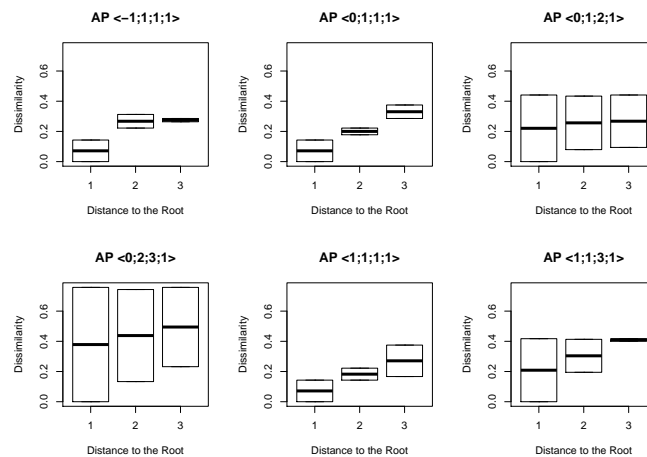 AP <−1;1;1;1>
AP <0;1;1;1>
AP <0;1;2;1>
Dissimilarity
0.0 0.2 0.4 0.6
1 2 3
Distance to the Root
Dissimilarity
0.0 0.2 0.4 0.6
1 2 3
Distance to the Root
Dissimilarity
0.0 0.2 0.4 0.6
1 2 3
Distance to the Root
AP <0;2;3;1>
AP <1;1;1;1>
AP <1;1;3;1>
Dissimilarity
0.0 0.2 0.4 0.6
1 2 3
Distance to the Root
Dissimilarity
0.0 0.2 0.4 0.6
1 2 3
Distance to the Root
Dissimilarity
0.0 0.2 0.4 0.6
1 2 3
Distance to the Root